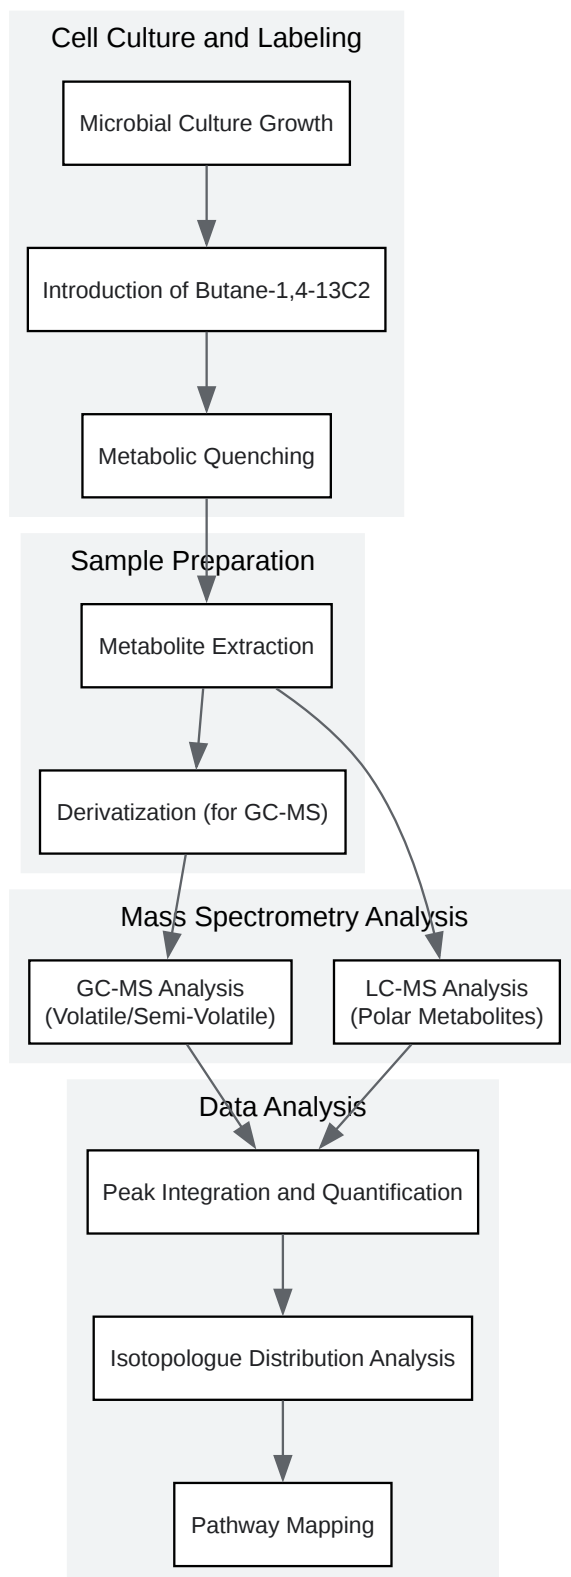 Cell Culture and Labeling
Microbial Culture Growth
Introduction of Butane-1,4-13C2
Metabolic Quenching
Sample Preparation
Metabolite Extraction
Derivatization (for GC-MS)
Mass Spectrometry Analysis
GC-MS Analysis
(Volatile/Semi-Volatile)
LC-MS Analysis
(Polar Metabolites)
Data Analysis
Peak Integration and Quantification
Isotopologue Distribution Analysis
Pathway Mapping